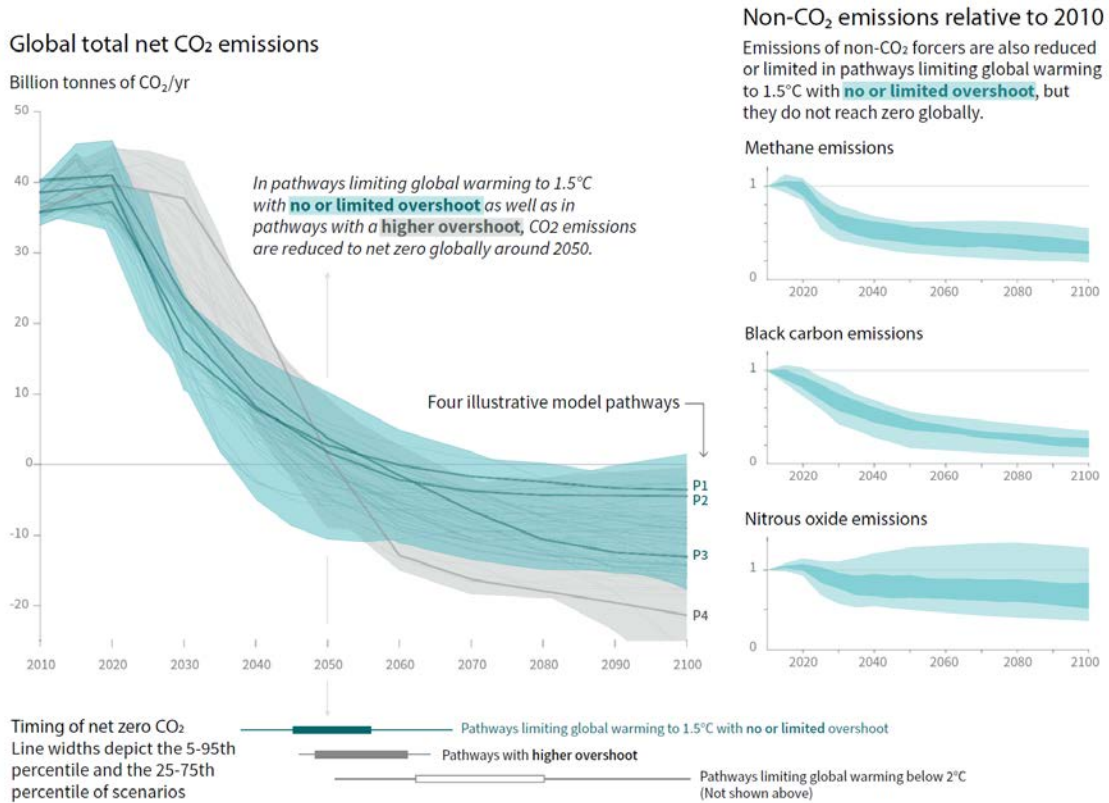 Global total net CO₂ emissions
Billion tonnes of CO₂/yr
50
40
30
20
10
0
-10
-20
2010
2020
2030
2040
2050
2060
2070
2080
2090
2100
In pathways limiting global warming to 1.5°C
with no or limited overshoot as well as in
pathways with a higher overshoot, CO2 emissions
are reduced to net zero globally around 2050.
Four illustrative model pathways
P1
P2
P3
P4
Non-CO₂ emissions relative to 2010
Emissions of non-CO₂ forcers are also reduced
or limited in pathways limiting global warming
to 1.5°C with no or limited overshoot, but
they do not reach zero globally.
Methane emissions
1
0
2020
2040
2060
2080
2100
Black carbon emissions
1
0
2020
2040
2060
2080
2100
Nitrous oxide emissions
1
0
2020
2040
2060
2080
2100
Timing of net zero CO₂
Line widths depict the 5-95th
percentile and the 25-75th
percentile of scenarios
Pathways limiting global warming to 1.5°C with no or limited overshoot
Pathways with higher overshoot
Pathways limiting global warming below 2°C
(Not shown above)